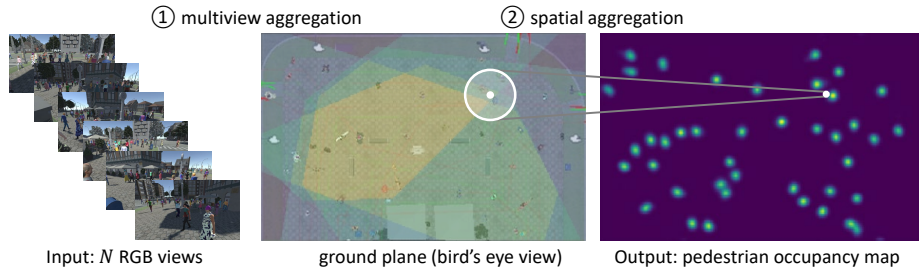 ① multiview aggregation
② spatial aggregation
Input: N RGB views
ground plane (bird's eye view)
Output: pedestrian occupancy map